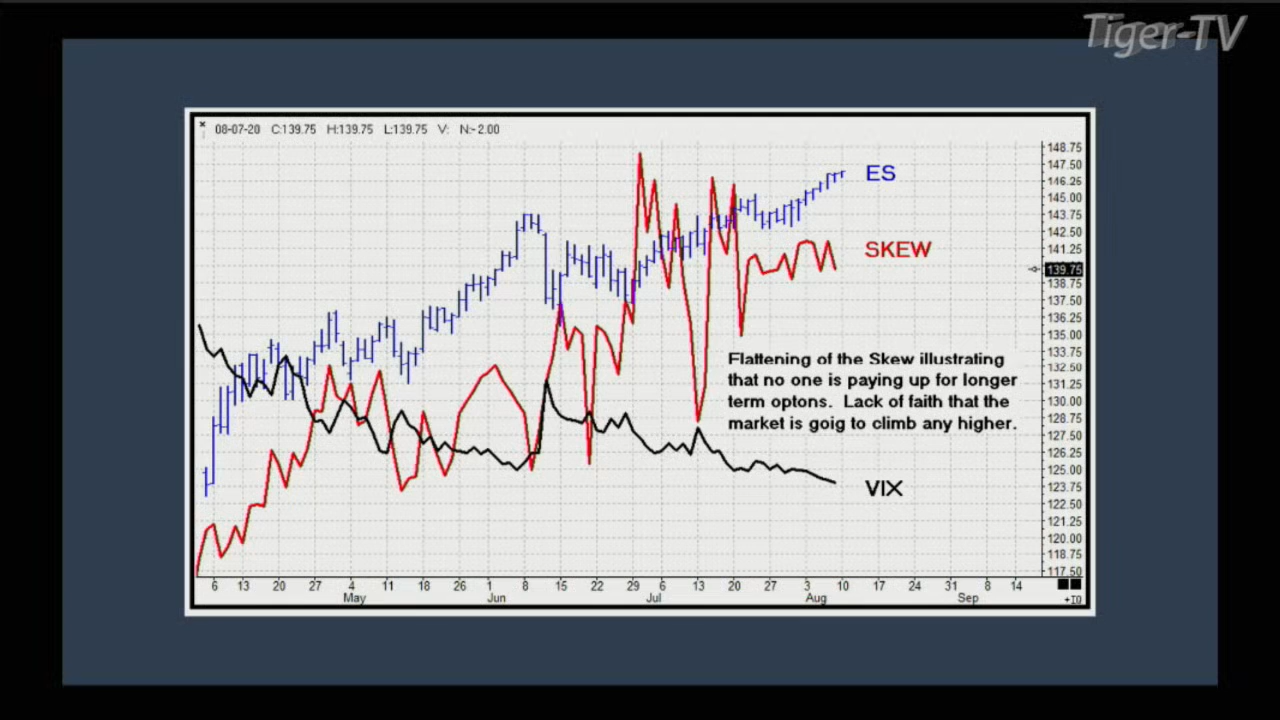 Tiger-TV
08-07-20 C:139.75 H:139.75 L:139.75 V: N:-2.00
148.75
147.50
146.25
145.00
143.75
142.50
141.25
139.75
138.75
137.50
136.25
135.00
133.75
132.50
131.25
130.00
128.75
127.50
126.25
125.00
123.75
122.50
121.25
120.00
118.75
117.50
ES
SKEW
Flattening of the Skew illustrating
that no one is paying up for longer
term optons. Lack of faith that the
market is goig to climb any higher.
VIX
6 13 20 27 4 11 18 26 1 8 15 22 29 6 13 20 27 3 10 17 24 31 8 14
May Jun Jul Aug Sep